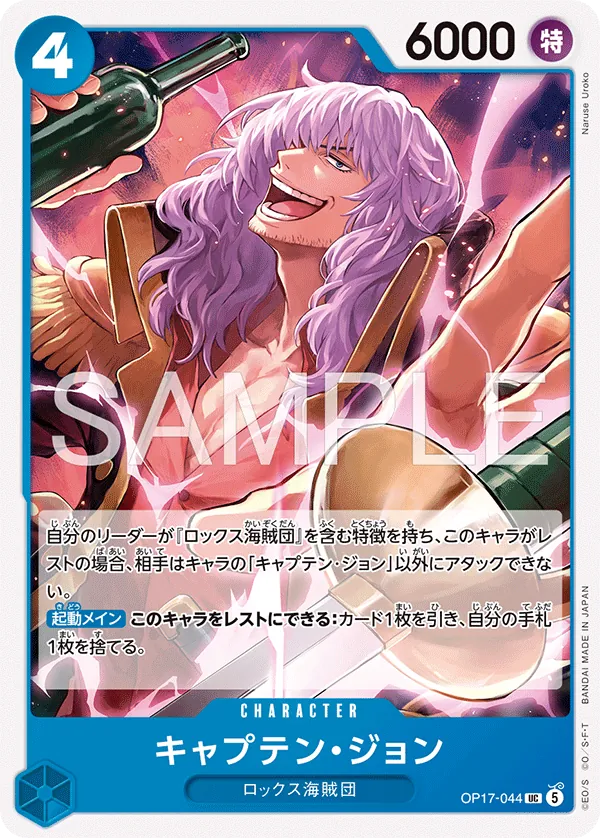 4
6000
特
Naruse Uroko
SAMPLE
自分のリーダーが『ロックス海賊団』を含む特徴を持ち、このキャラがレ
ストの場合、相手はキャラの「キャプテン・ジョン」以外にアタックできな
い。
起動メイン このキャラをレストにできる:カード1枚を引き、自分の手札
1枚を捨てる。
CHARACTER
キャプテン・ジョン
ロックス海賊団
OP17-044 UC 5
©E.O/S ©O/S・F・T BANDAI MADE IN JAPAN